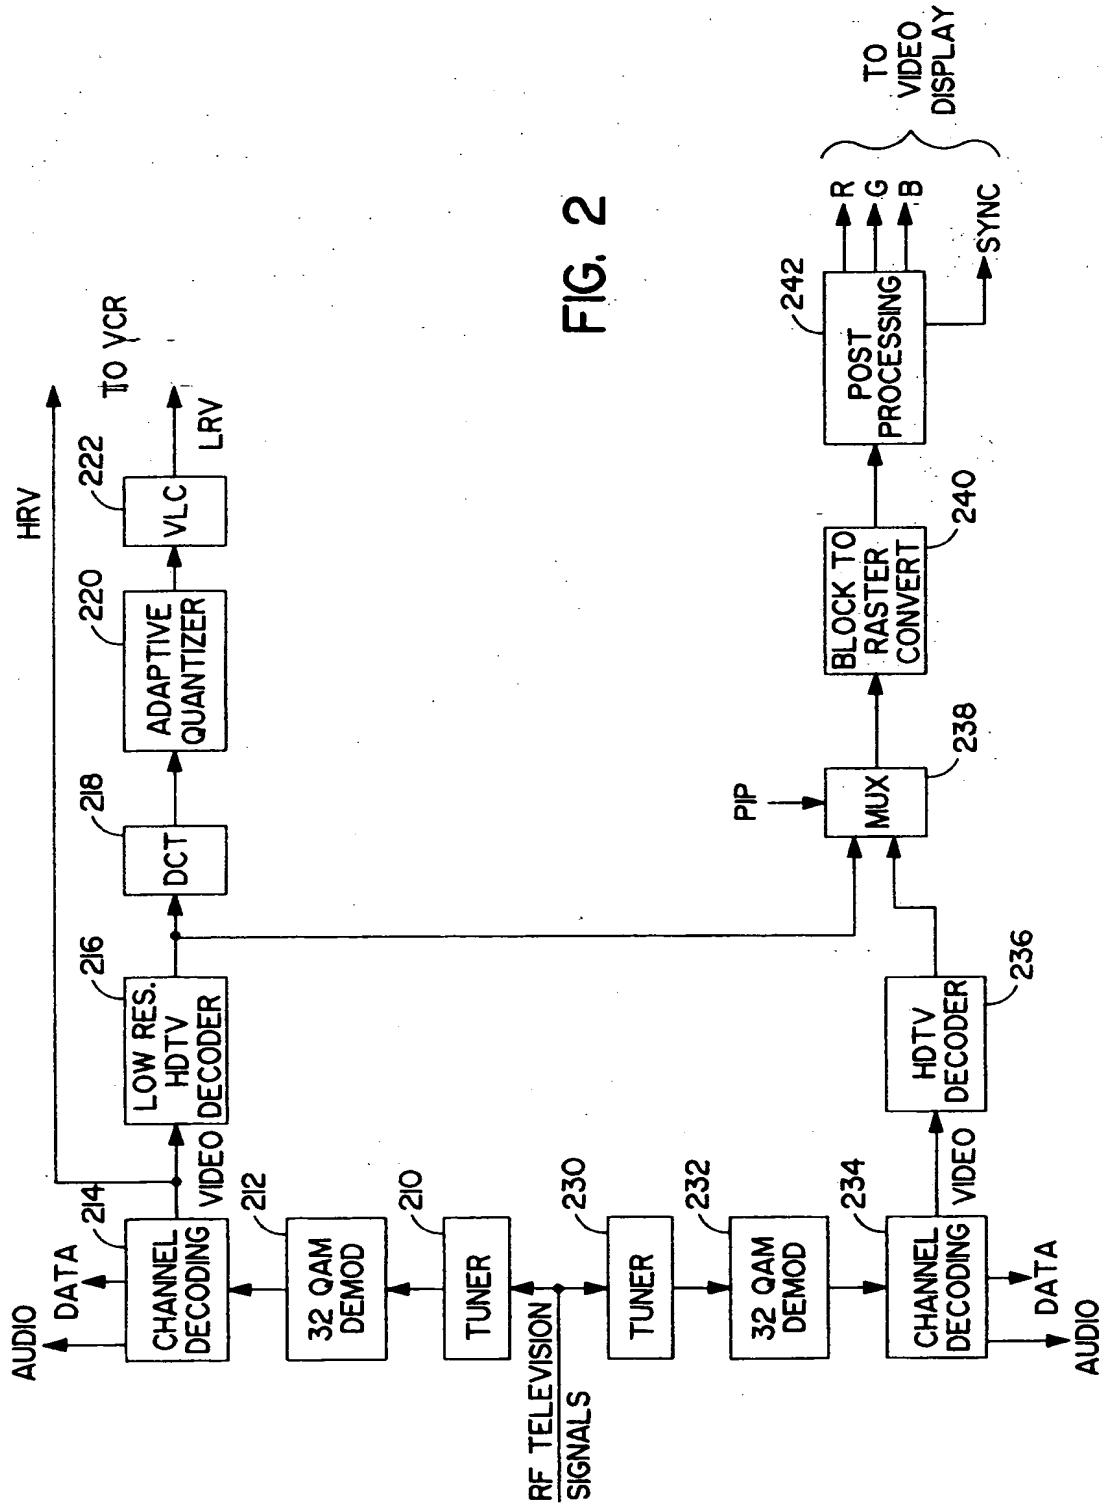 HRV
TO VCR
LRV
222
VLC
220
ADAPTIVE
QUANTIZER
218
DCT
216
LOW RES.
HDTV
DECODER
VIDEO
214
CHANNEL
DECODING
DATA
AUDIO
212
32 QAM
DEMOD
210
TUNER
RF TELEVISION
SIGNALS
230
TUNER
232
32 QAM
DEMOD
234
CHANNEL
DECODING
DATA
AUDIO
VIDEO
HDTV
DECODER
236
PIP
MUX
238
BLOCK TO
RASTER
CONVERT
240
242
POST
PROCESSING
R
G
B
SYNC
TO
VIDEO
DISPLAY
FIG. 2